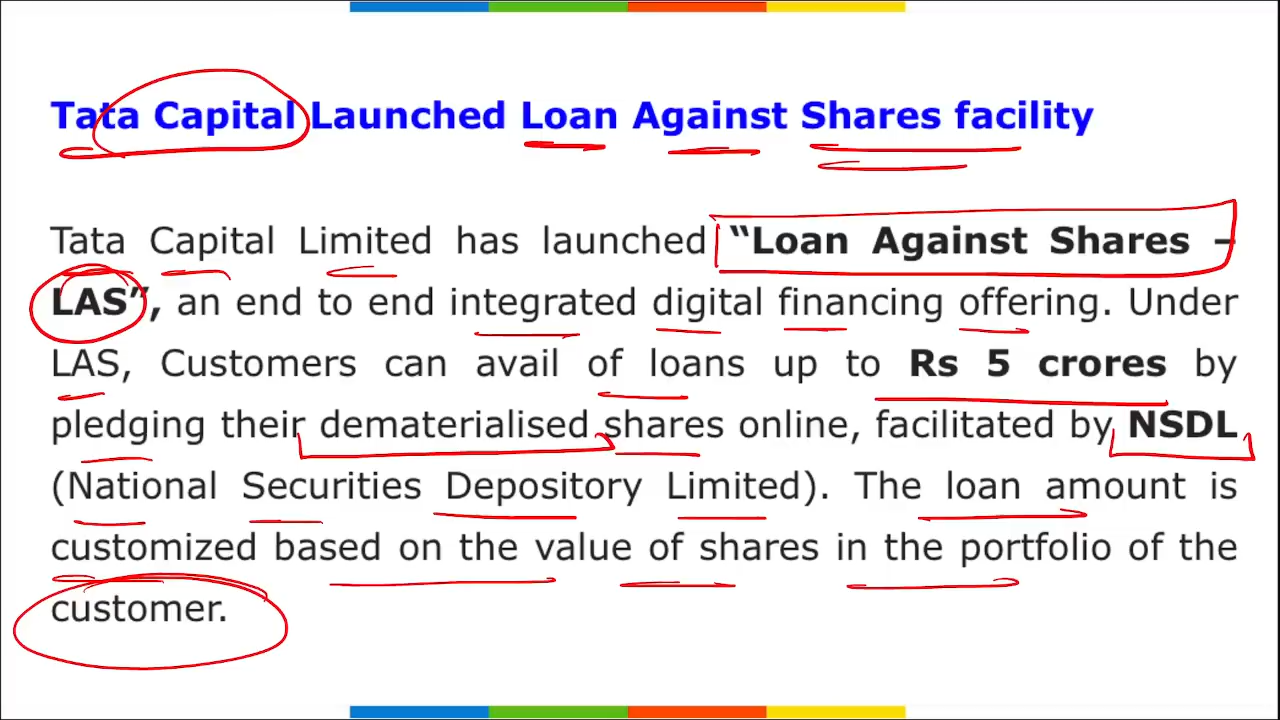 Tata Capital Launched Loan Against Shares facility
Tata Capital Limited has launched “Loan Against Shares –
LAS”, an end to end integrated digital financing offering. Under
LAS, Customers can avail of loans up to Rs 5 crores by
pledging their dematerialised shares online, facilitated by NSDL
(National Securities Depository Limited). The loan amount is
customized based on the value of shares in the portfolio of the
customer.